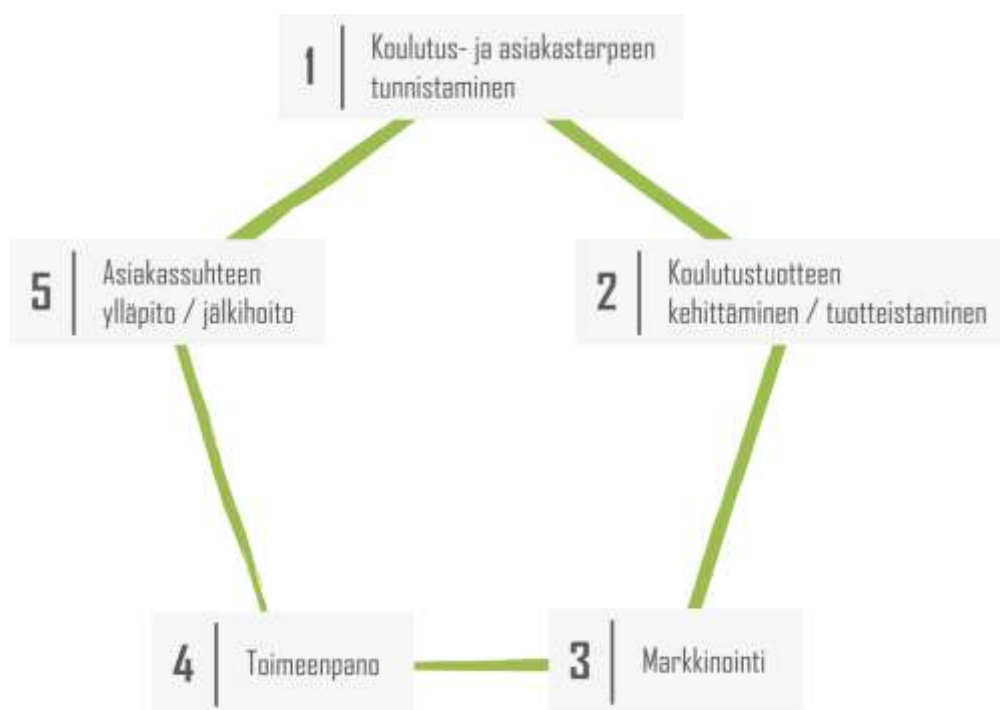 1
Koulutus- ja asiakastarpeen
tunnistaminen
2
Koulutustuotteen
kehittäminen / tuotteistaminen
3
Markkinointi
4
Toimeenpano
5
Asiakassuhteen
ylläpito / jälkihoito